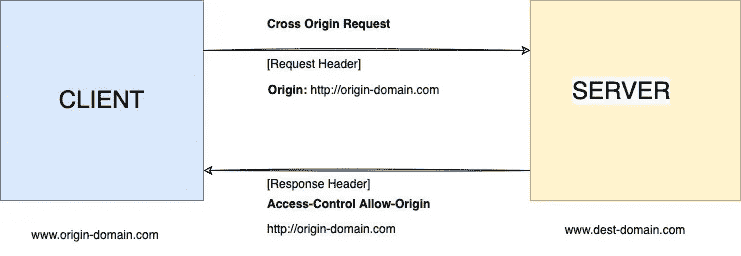 Cross Origin Request
[Request Header]
Origin: http://origin-domain.com
CLIENT
SERVER
[Response Header]
Access-Control Allow-Origin
http://origin-domain.com
www.origin-domain.com
www.dest-domain.com